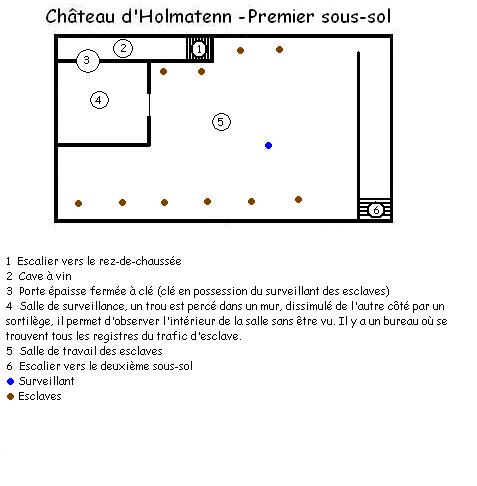 Château d'Holmatenn -Premier sous-sol
2
1
3
4
5
6
1 Escalier vers le rez-de-chaussée
2 Cave à vin
3 Porte épaisse fermée à clé (clé en possession du surveillant des esclaves)
4 Salle de surveillance, un trou est percé dans un mur, dissimulé de l'autre côté par un
sortilège, il permet d'observer l'intérieur de la salle sans être vu. Il y a un bureau où se
trouvent tous les registres du trafic d'esclave.
5 Salle de travail des esclaves
6 Escalier vers le deuxième sous-sol
Surveillant
Esclaves